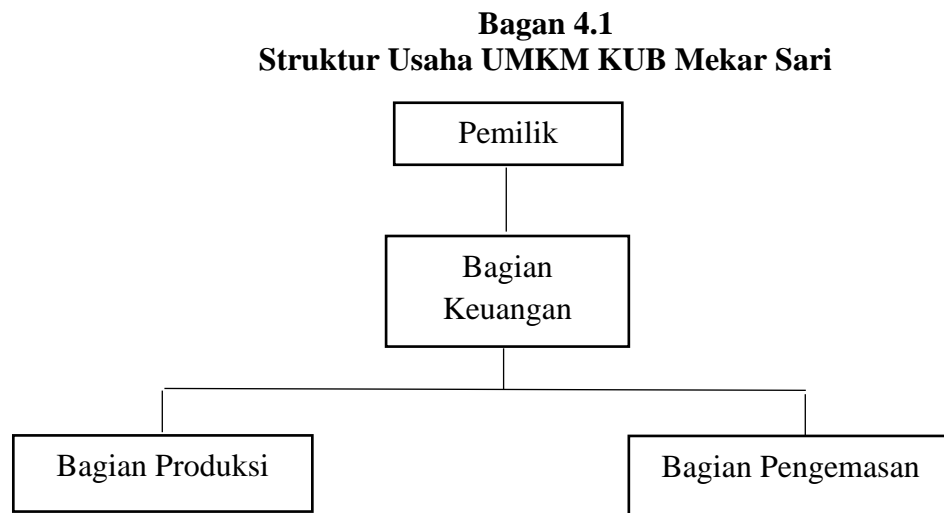 Bagan 4.1
Struktur Usaha UMKM KUB Mekar Sari
Pemilik
Bagian
Keuangan
Bagian Produksi
Bagian Pengemasan